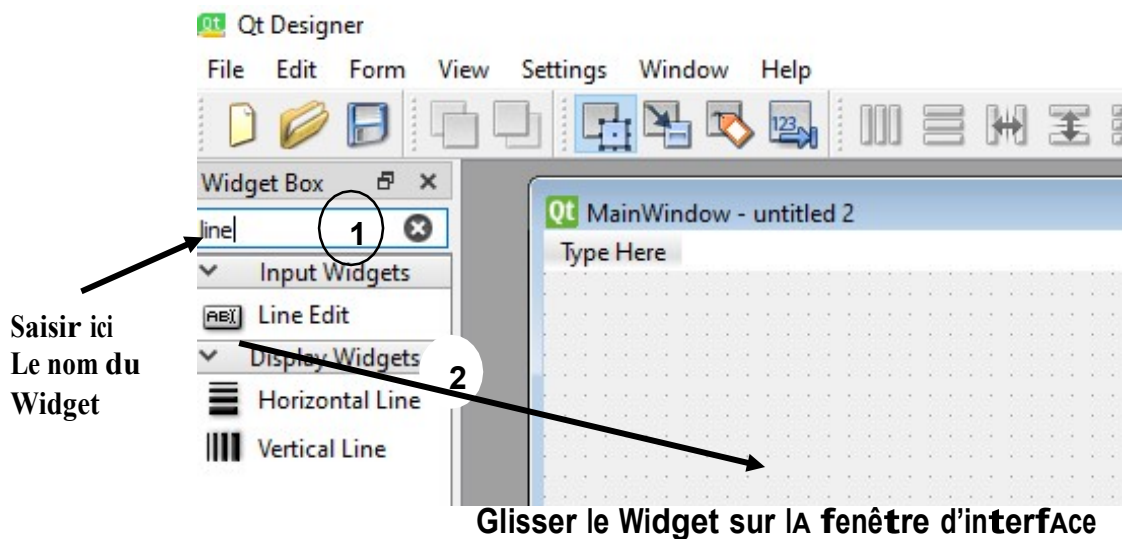 Qt Designer
File Edit Form View Settings Window Help
123
Widget Box
line
1
Input Widgets
ABI Line Edit
Display Widgets
2
Horizontal Line
Vertical Line
Saisir ici
Le nom du
Widget
Qt MainWindow - untitled 2
Type Here
Glisser le Widget sur lA fenêtre d'interfAce